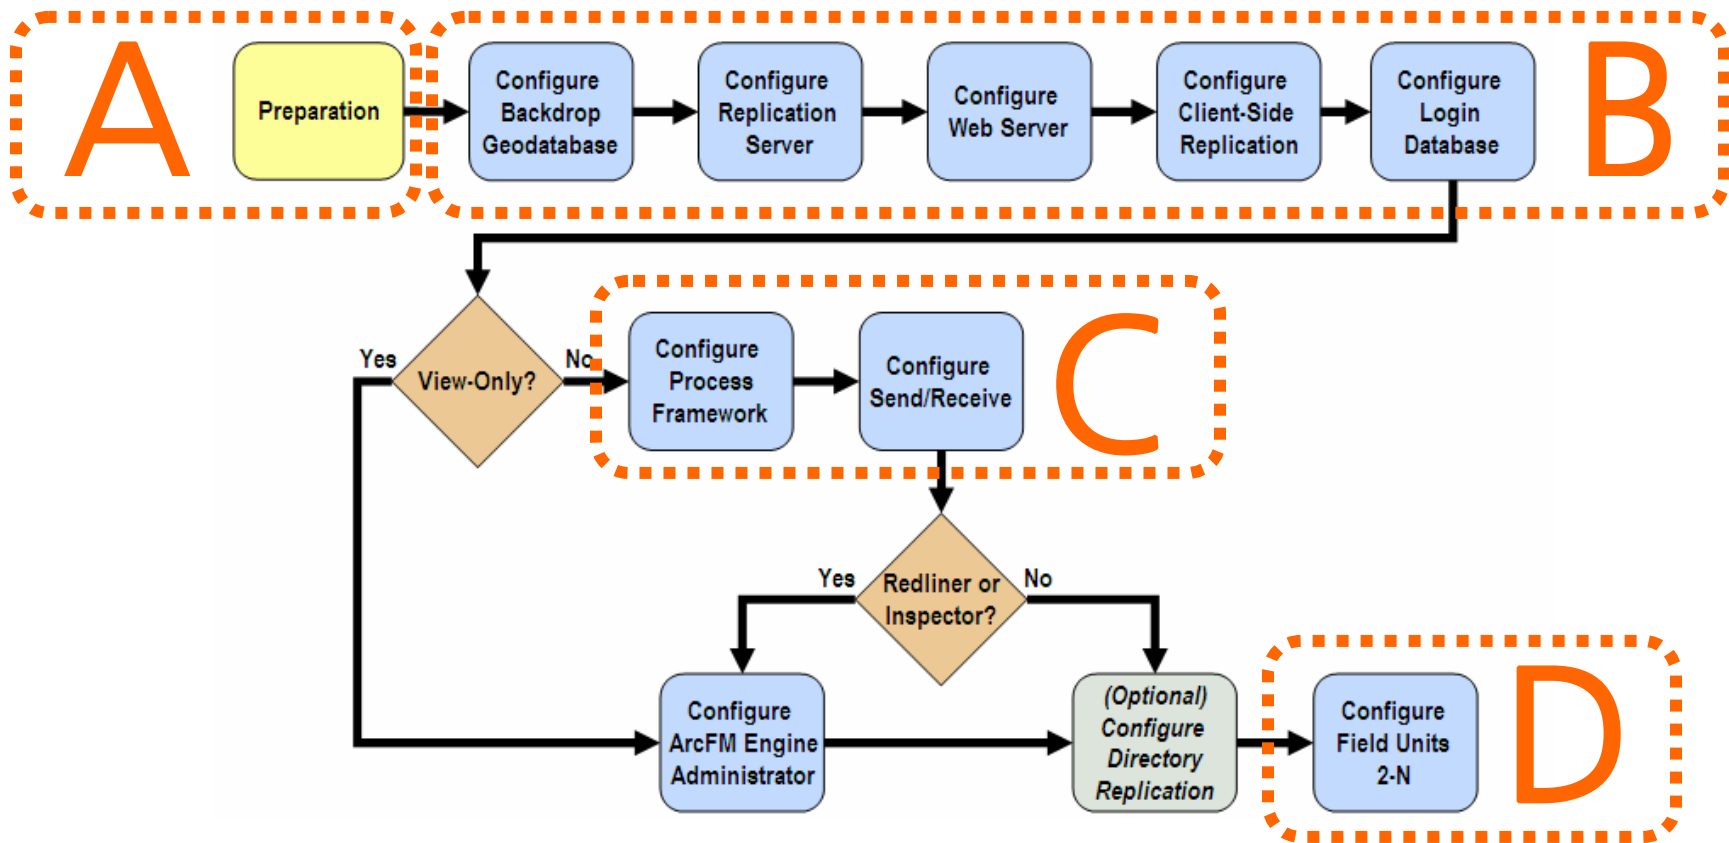 A
Preparation
Configure
Backdrop
Geodatabase
Configure
Replication
Server
Configure
Web Server
Configure
Client-Side
Replication
Configure
Login
Database
B
Yes
View-Only?
No
Configure
Process
Framework
Configure
Send/Receive
C
Yes
Redliner or
Inspector?
No
Configure
ArcFM Engine
Administrator
(Optional)
Configure
Directory
Replication
Configure
Field Units
2-N
D